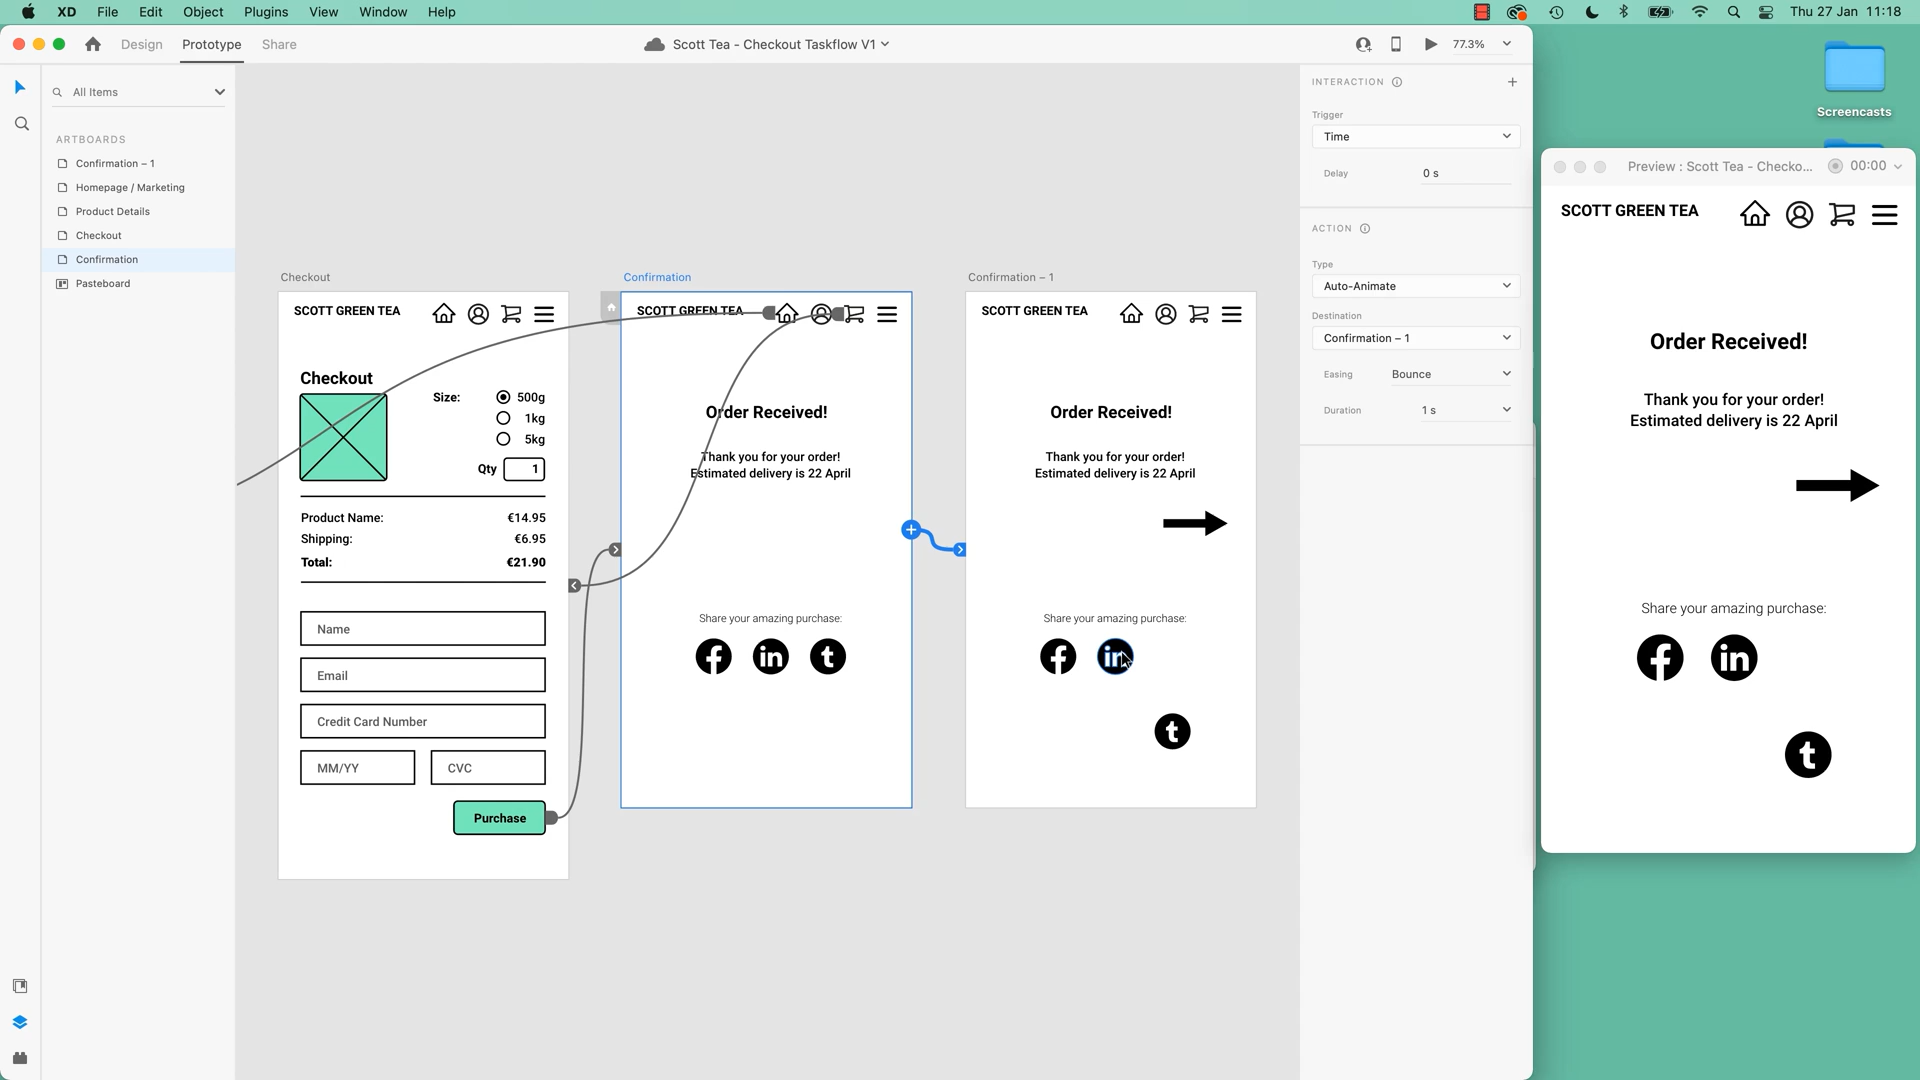 XD File Edit Object Plugins View Window Help
Thu 27 Jan 11:18
Design Prototype Share
Scott Tea - Checkout Taskflow V1
77.3%
All Items
ARTBOARDS
Confirmation – 1
Homepage / Marketing
Product Details
Checkout
Confirmation
Pasteboard
Checkout
SCOTT GREEN TEA
Checkout
Size: 500g
1kg
5kg
Qty 1
Product Name: €14.95
Shipping: €6.95
Total: €21.90
Name
Email
Credit Card Number
MM/YY CVC
Purchase
Confirmation
SCOTT GREEN TEA
Order Received!
Thank you for your order!
Estimated delivery is 22 April
Share your amazing purchase:
f in t
Confirmation – 1
SCOTT GREEN TEA
Order Received!
Thank you for your order!
Estimated delivery is 22 April
Share your amazing purchase:
f in
t
INTERACTION
Trigger
Time
Delay 0 s
ACTION
Type
Auto-Animate
Destination
Confirmation – 1
Easing Bounce
Duration 1 s
Screencasts
Preview : Scott Tea - Checko... 00:00
SCOTT GREEN TEA
Order Received!
Thank you for your order!
Estimated delivery is 22 April
Share your amazing purchase:
f in
t